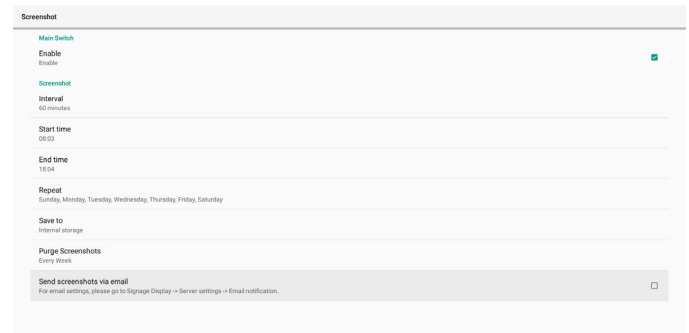 Screenshot
Main Switch
Enable
Enable
Screenshot
Interval
60 minutes
Start time
08:03
End time
18:04
Repeat
Sunday, Monday, Tuesday, Wednesday, Thursday, Friday, Saturday
Save to
Internal storage
Purge Screenshots
Every Week
Send screenshots via email
For email settings, please go to Signage Display -> Server settings -> Email notification.